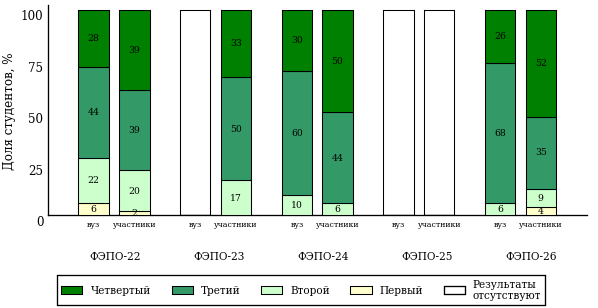 Доля студентов, %
100
75
50
25
0
28 39 33 30 50 26 52
44 39 50 60 44 68 35
22 20 17 10 6 6 9
6 2 4
вуз участники вуз участники вуз участники вуз участники вуз участники
ФЭПО-22 ФЭПО-23 ФЭПО-24 ФЭПО-25 ФЭПО-26
Четвертый Третий Второй Первый Результаты
отсутствуют